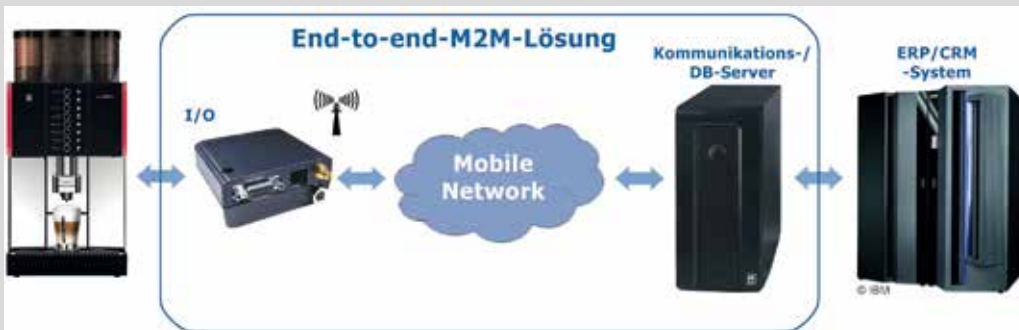 End-to-end-M2M-Lösung
Kommunikations-/
DB-Server
ERP/CRM
-System
I/O
Mobile
Network
© IBM